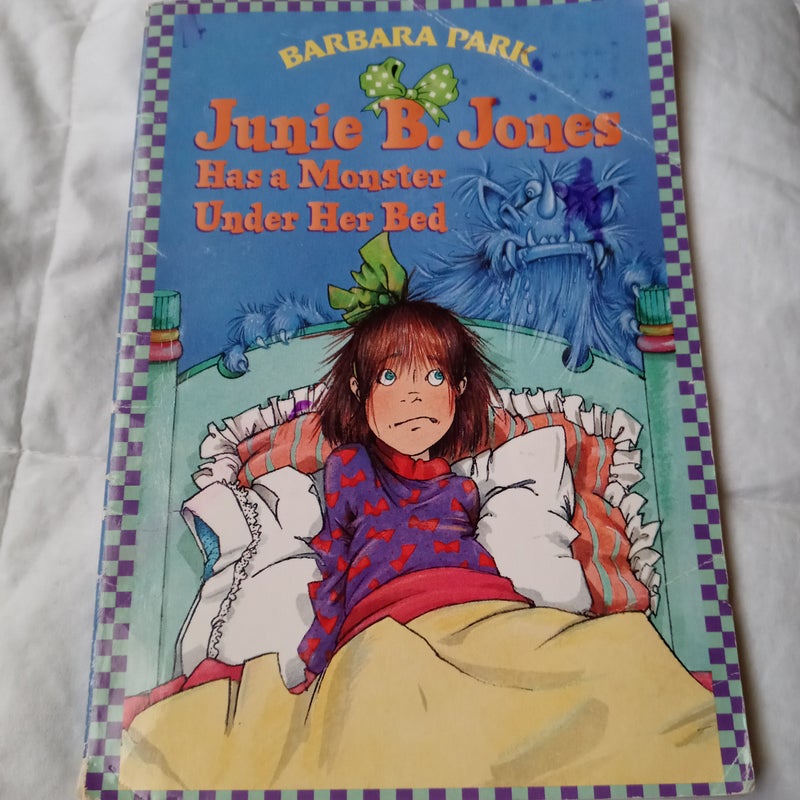 BARBARA PARK
Junie B. Jones
Has a Monster
Under Her Bed